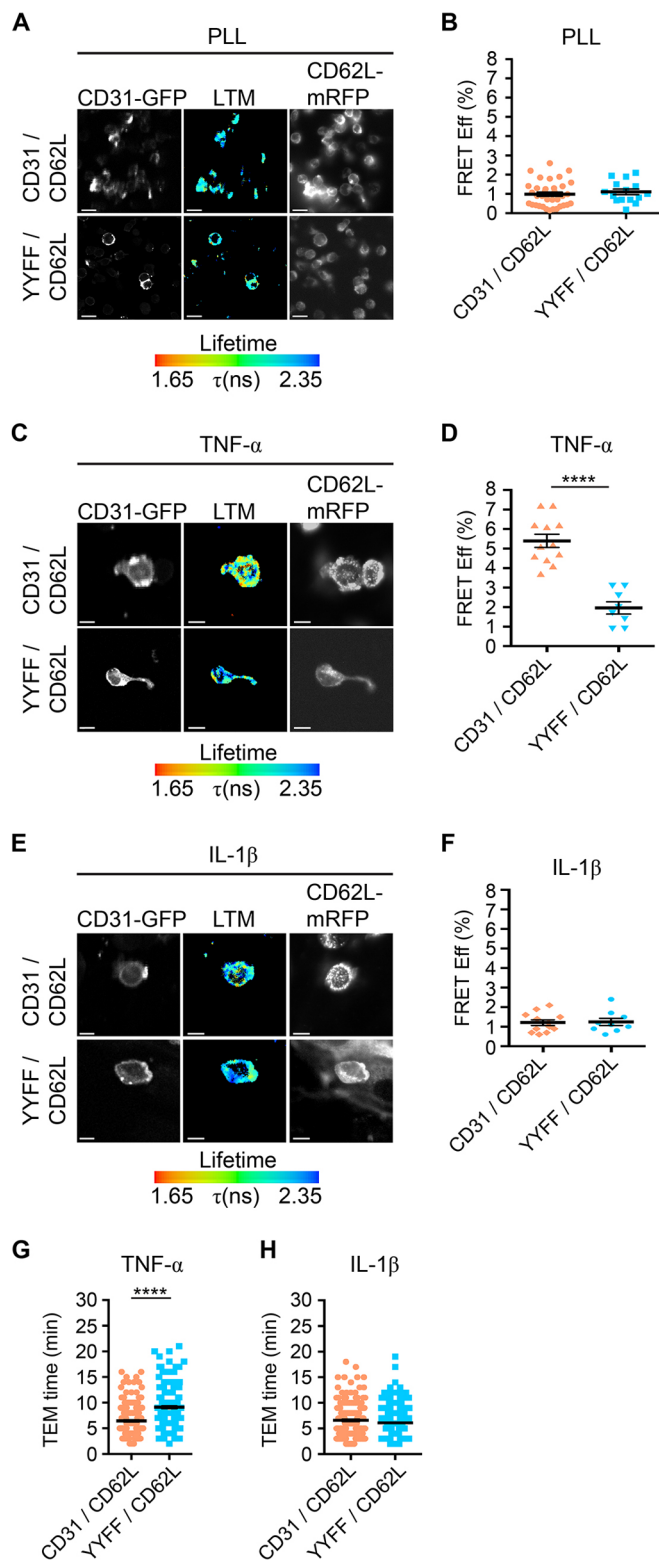 A
PLL
CD31-GFP LTM CD62L-
mRFP
CD31 /
CD62L
YYFF /
CD62L
Lifetime
1.65 τ(ns) 2.35
B
PLL
FRET Eff (%)
8
7
6
5
4
3
2
1
0
CD31 / CD62L
YYFF / CD62L
C
TNF-α
CD31-GFP LTM CD62L-
mRFP
CD31 /
CD62L
YYFF /
CD62L
Lifetime
1.65 τ(ns) 2.35
D
TNF-α
****
FRET Eff (%)
8
7
6
5
4
3
2
1
0
CD31 / CD62L
YYFF / CD62L
E
IL-1β
CD31-GFP LTM CD62L-
mRFP
CD31 /
CD62L
YYFF /
CD62L
Lifetime
1.65 τ(ns) 2.35
F
IL-1β
FRET Eff (%)
8
7
6
5
4
3
2
1
0
CD31 / CD62L
YYFF / CD62L
G
TNF-α
****
TEM time (min)
30
25
20
15
10
5
0
CD31 / CD62L
YYFF / CD62L
H
IL-1β
TEM time (min)
30
25
20
15
10
5
0
CD31 / CD62L
YYFF / CD62L